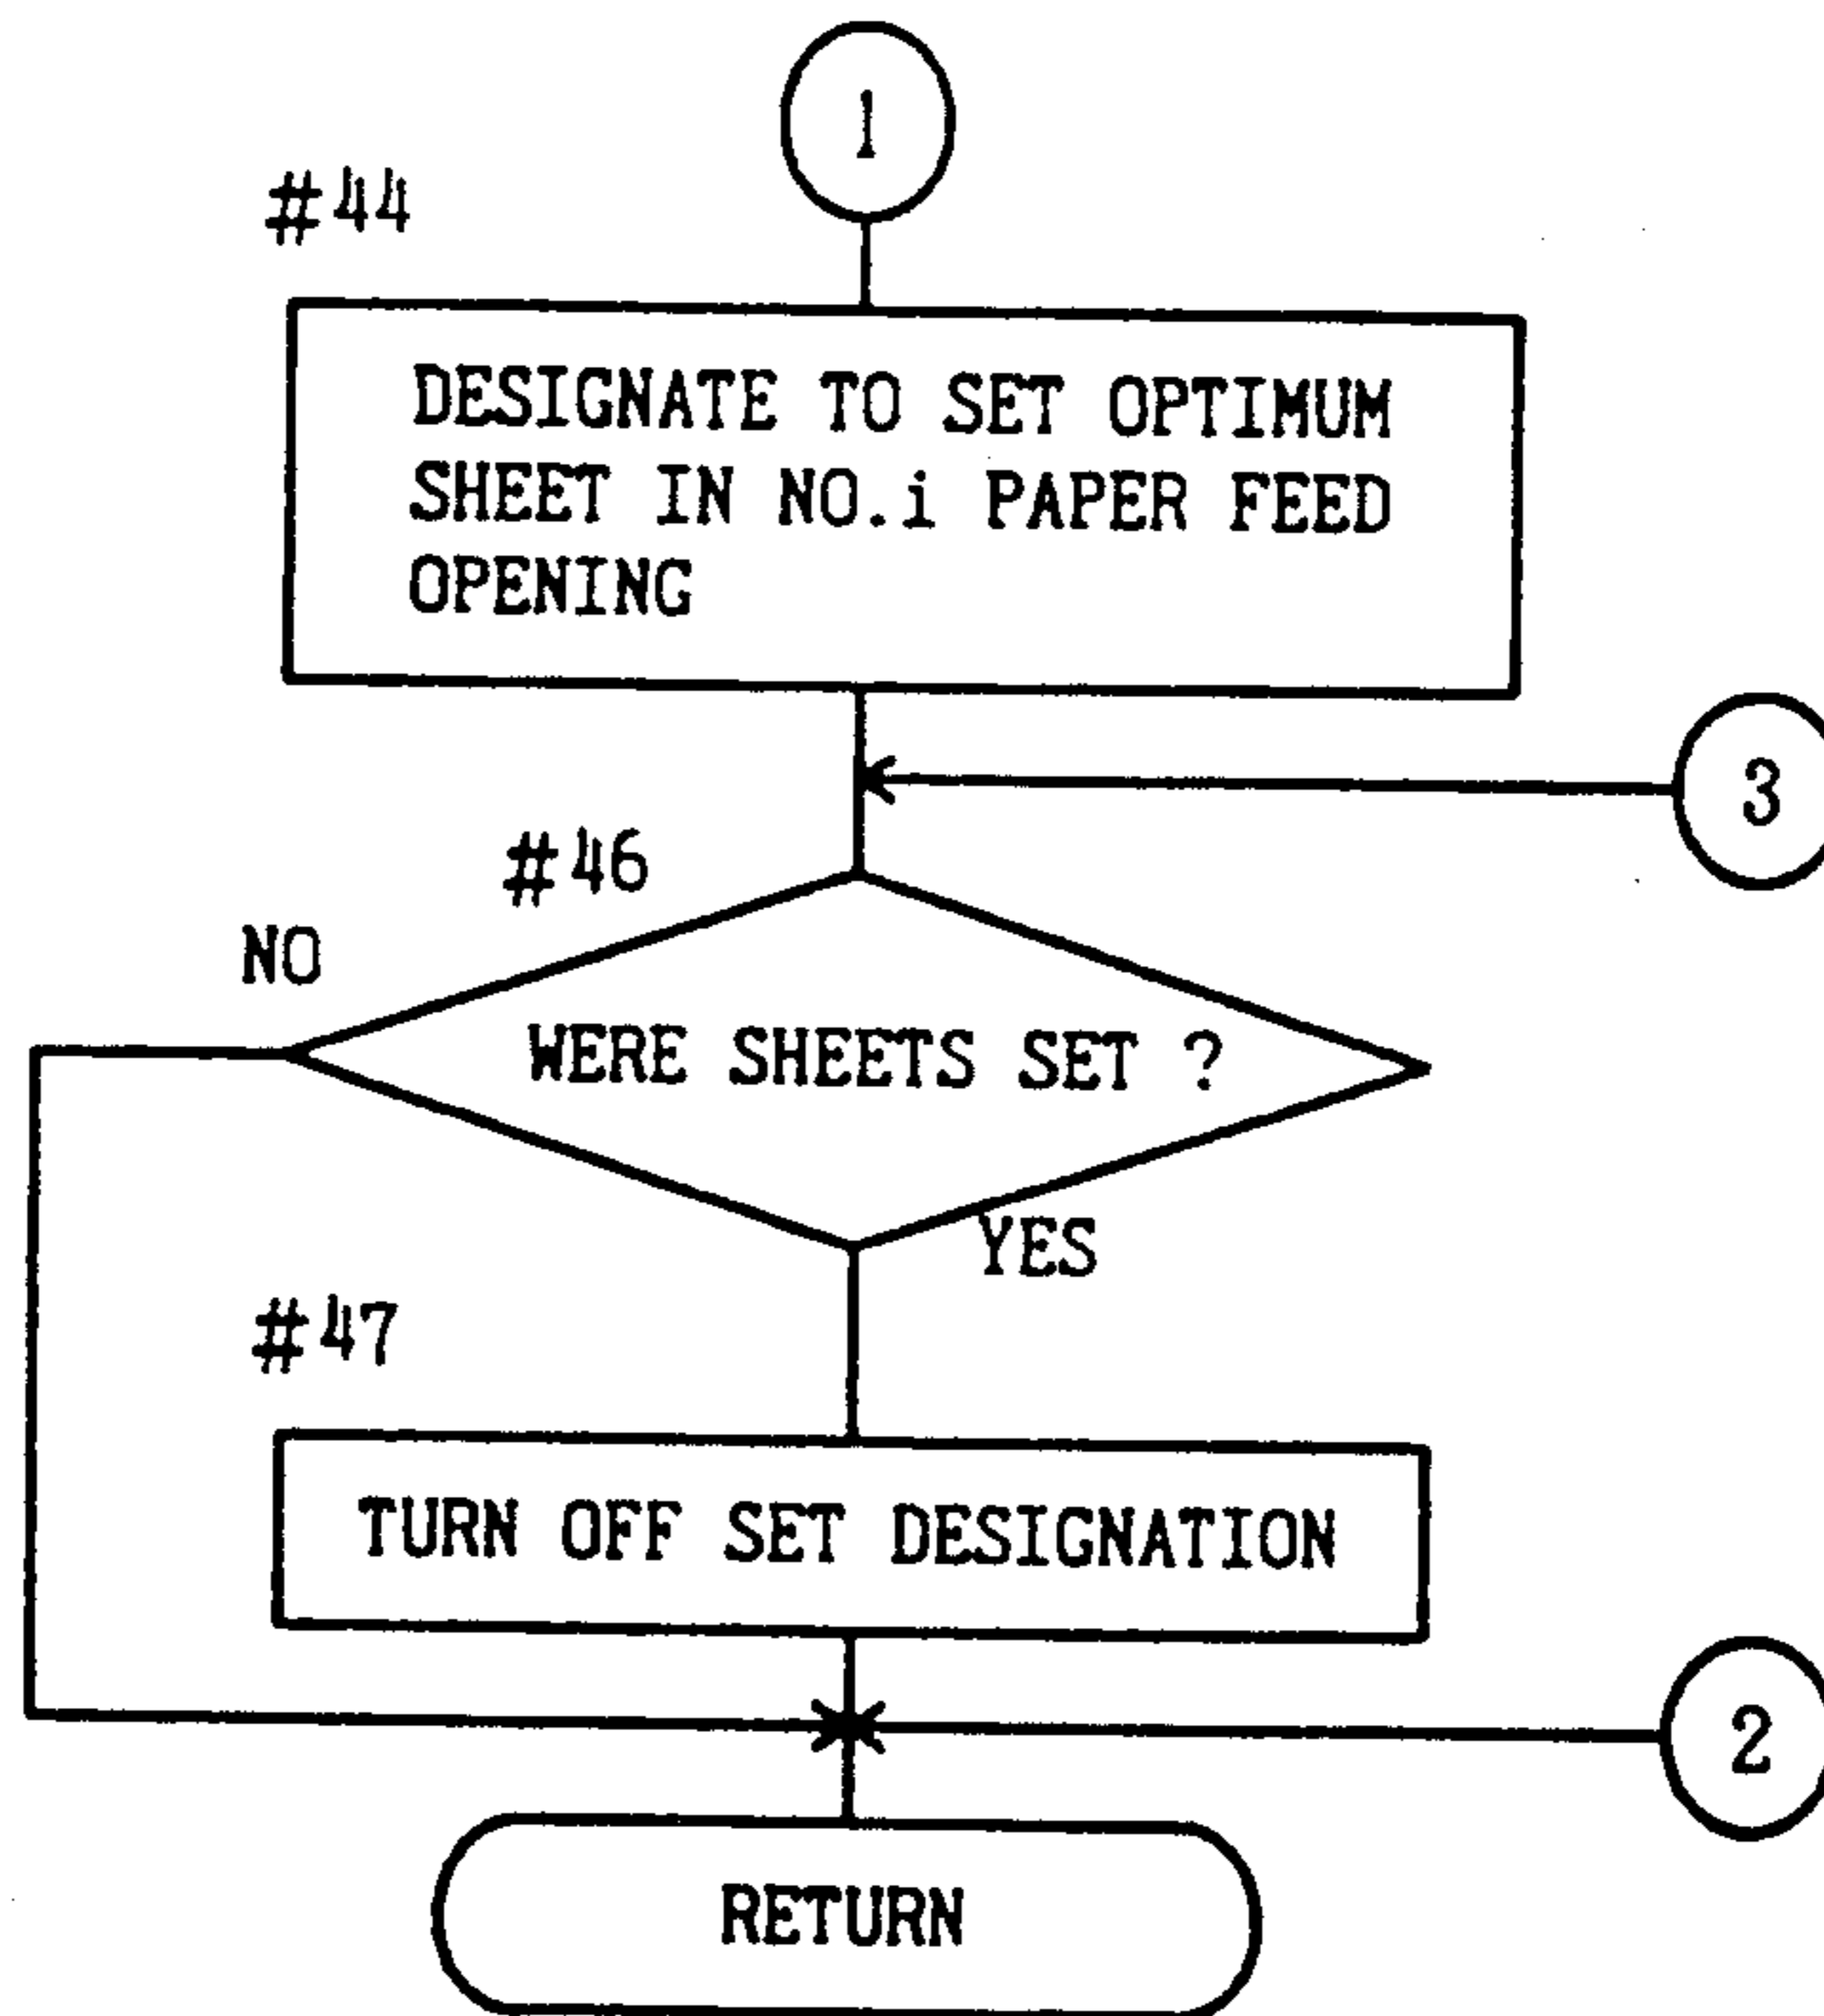 1
#44
DESIGNATE TO SET OPTIMUM
SHEET IN NO.i PAPER FEED
OPENING
3
#46
NO
WERE SHEETS SET ?
YES
#47
TURN OFF SET DESIGNATION
2
RETURN